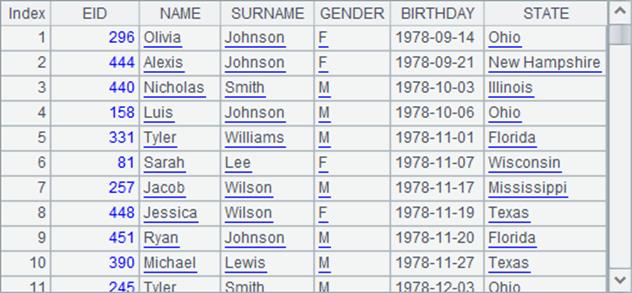 Index EID NAME SURNAME GENDER BIRTHDAY STATE
1 296 Olivia Johnson F 1978-09-14 Ohio
2 444 Alexis Johnson F 1978-09-21 New Hampshire
3 440 Nicholas Smith M 1978-10-03 Illinois
4 158 Luis Johnson M 1978-10-06 Ohio
5 331 Tyler Williams M 1978-11-01 Florida
6 81 Sarah Lee F 1978-11-07 Wisconsin
7 257 Jacob Wilson M 1978-11-17 Mississippi
8 448 Jessica Wilson F 1978-11-19 Texas
9 451 Ryan Johnson M 1978-11-20 Florida
10 390 Michael Lewis M 1978-11-27 Texas
11 245 Tyler Smith M 1978-12-03 Ohio